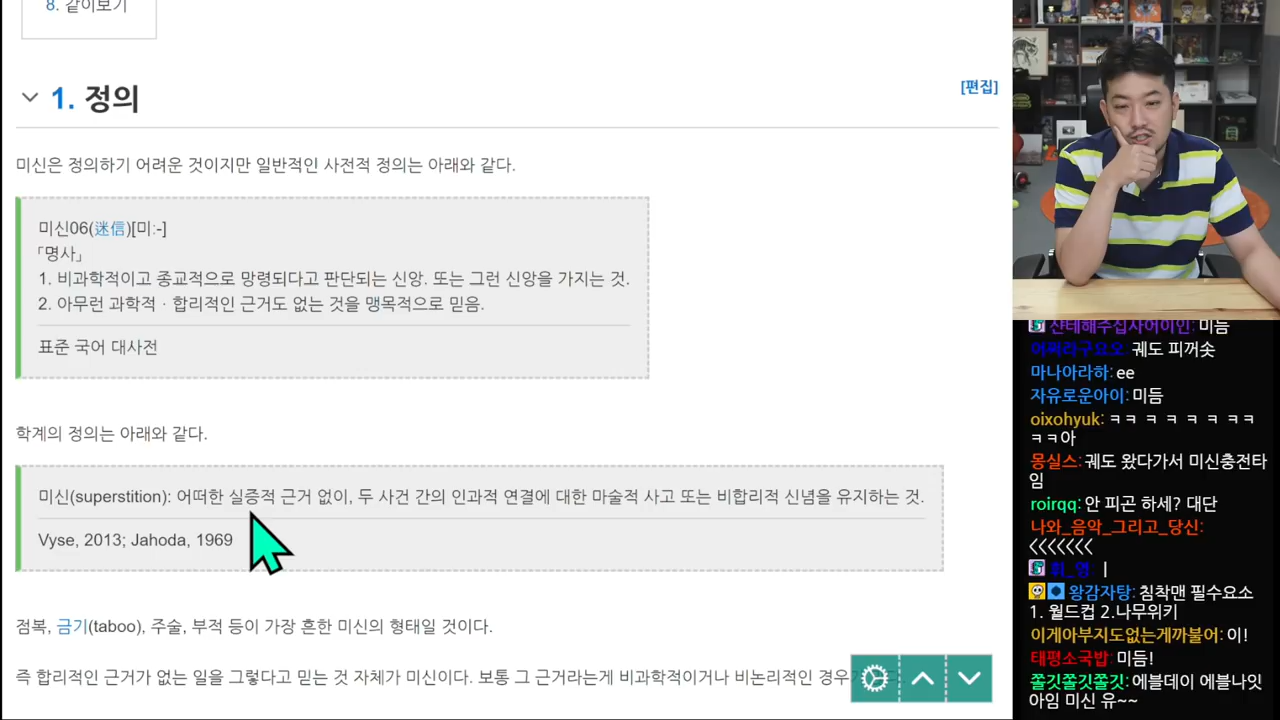 8. 같이보기
1. 정의
[편집]
미신은 정의하기 어려운 것이지만 일반적인 사전적 정의는 아래와 같다.
미신06(迷信)[미:-]
「명사」
1. 비과학적이고 종교적으로 망령되다고 판단되는 신앙. 또는 그런 신앙을 가지는 것.
2. 아무런 과학적 · 합리적인 근거도 없는 것을 맹목적으로 믿음.
표준 국어 대사전
학계의 정의는 아래와 같다.
미신(superstition): 어떠한 실증적 근거 없이, 두 사건 간의 인과적 연결에 대한 마술적 사고 또는 비합리적 신념을 유지하는 것.
Vyse, 2013; Jahoda, 1969
점복, 금기(taboo), 주술, 부적 등이 가장 흔한 미신의 형태일 것이다.
즉 합리적인 근거가 없는 일을 그렇다고 믿는 것 자체가 미신이다. 보통 그 근거라는게 비과학적이거나 비논리적인 경우
샨테해주십사어이인: 미듬
궤도 피꺼솟
마나아라하: ee
자유로운아이: 미듬
oixohyuk: ㅋㅋ ㅋ ㅋ ㅋ ㅋ ㅋㅋ
ㅋㅋ아
몽실스: 궤도 왔다가서 미신충전타
임
roirqq: 안 피곤 하세? 대단
나와_음악_그리고_당신:
<<<<<<<
휘_영: |
왕감자탕: 침착맨 필수요소
1. 월드컵 2.나무위키
이게아부지도없는게까불어: 이!
태평소국밥: 미듬!
쫄깃쫄깃쫄깃: 에블데이 에블나잇
아임 미신 유~~